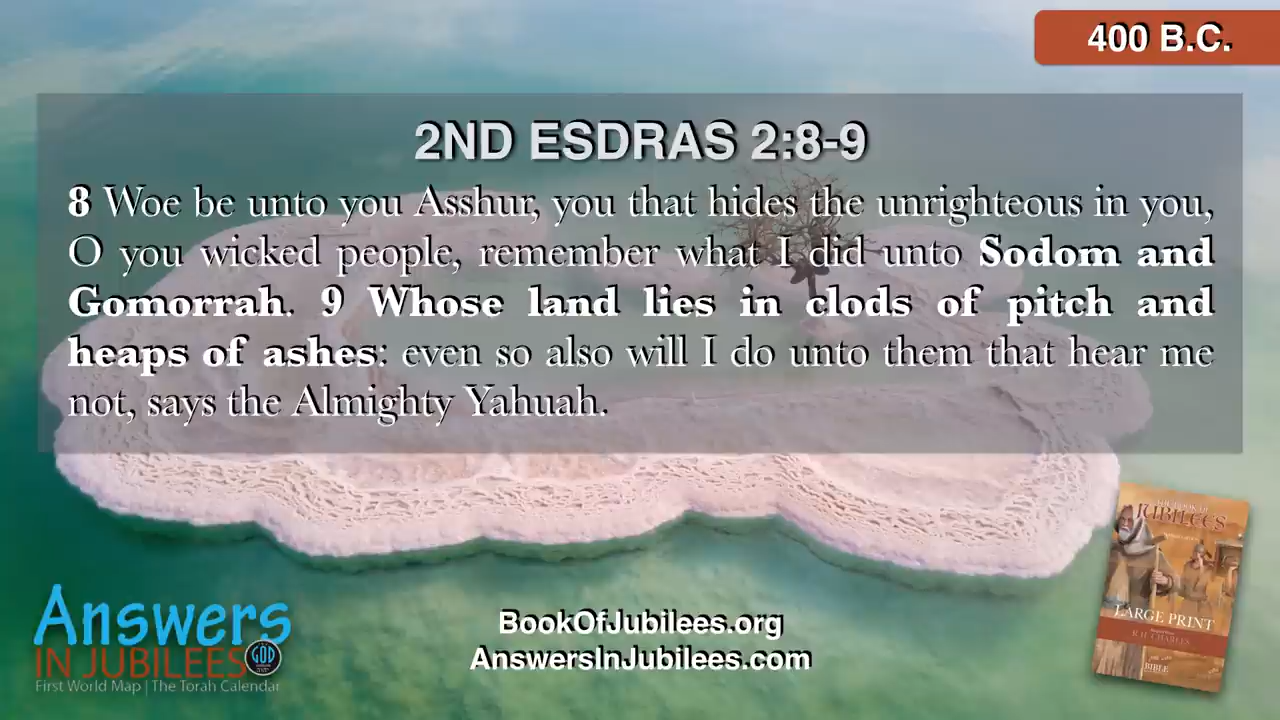 400 B.C.
2ND ESDRAS 2:8-9
8 Woe be unto you Asshur, you that hides the unrighteous in you,
O you wicked people, remember what I did unto Sodom and
Gomorrah. 9 Whose land lies in clods of pitch and
heaps of ashes: even so also will I do unto them that hear me
not, says the Almighty Yahuah.
JUBILEES
LARGE PRINT
R.H. CHARLES
BIBLE
Answers
IN JUBILEES
GOD
First World Map | The Torah Calendar
BookOfJubilees.org
AnswersInJubilees.com